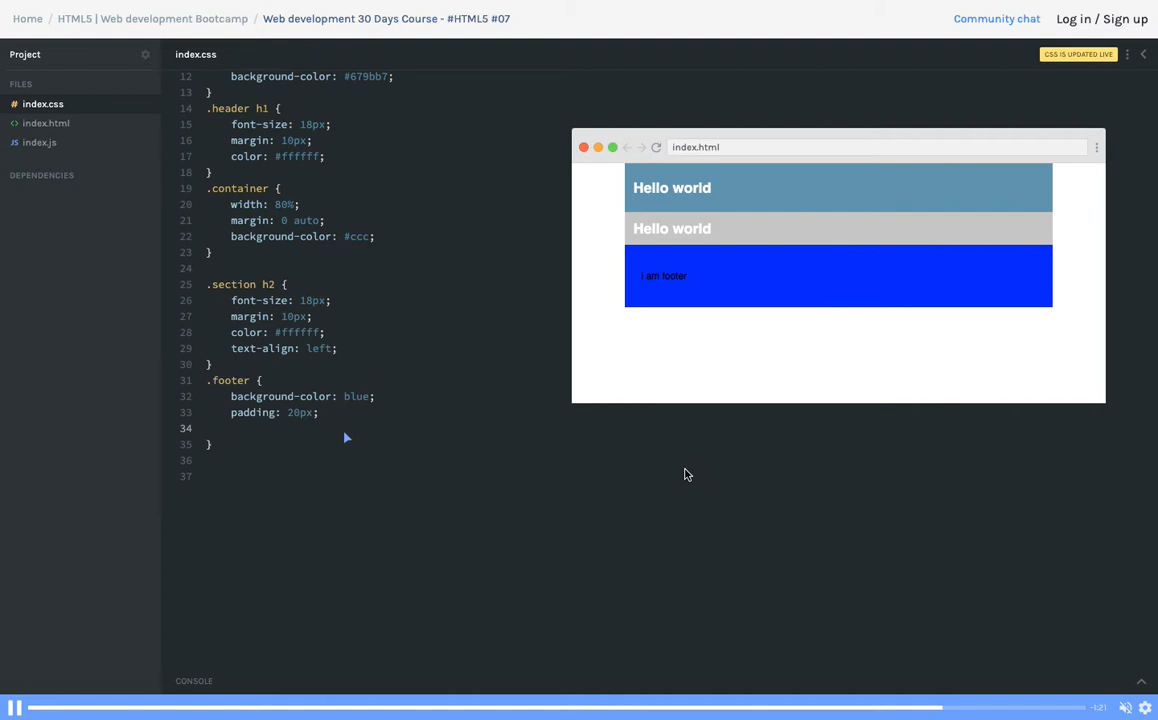 Home / HTML5 | Web development Bootcamp / Web development 30 Days Course - #HTML5 #07
Community chat Log in / Sign up
Project
index.css
CSS IS UPDATED LIVE
FILES
# index.css
<> index.html
JS index.js
DEPENDENCIES
12 background-color: #679bb7;
13 }
14 .header h1 {
15 font-size: 18px;
16 margin: 10px;
17 color: #ffffff;
18 }
19 .container {
20 width: 80%;
21 margin: 0 auto;
22 background-color: #ccc;
23 }
24
25 .section h2 {
26 font-size: 18px;
27 margin: 10px;
28 color: #ffffff;
29 text-align: left;
30 }
31 .footer {
32 background-color: blue;
33 padding: 20px;
34
35 }
36
37
index.html
Hello world
Hello world
i am footer
CONSOLE
-1:21